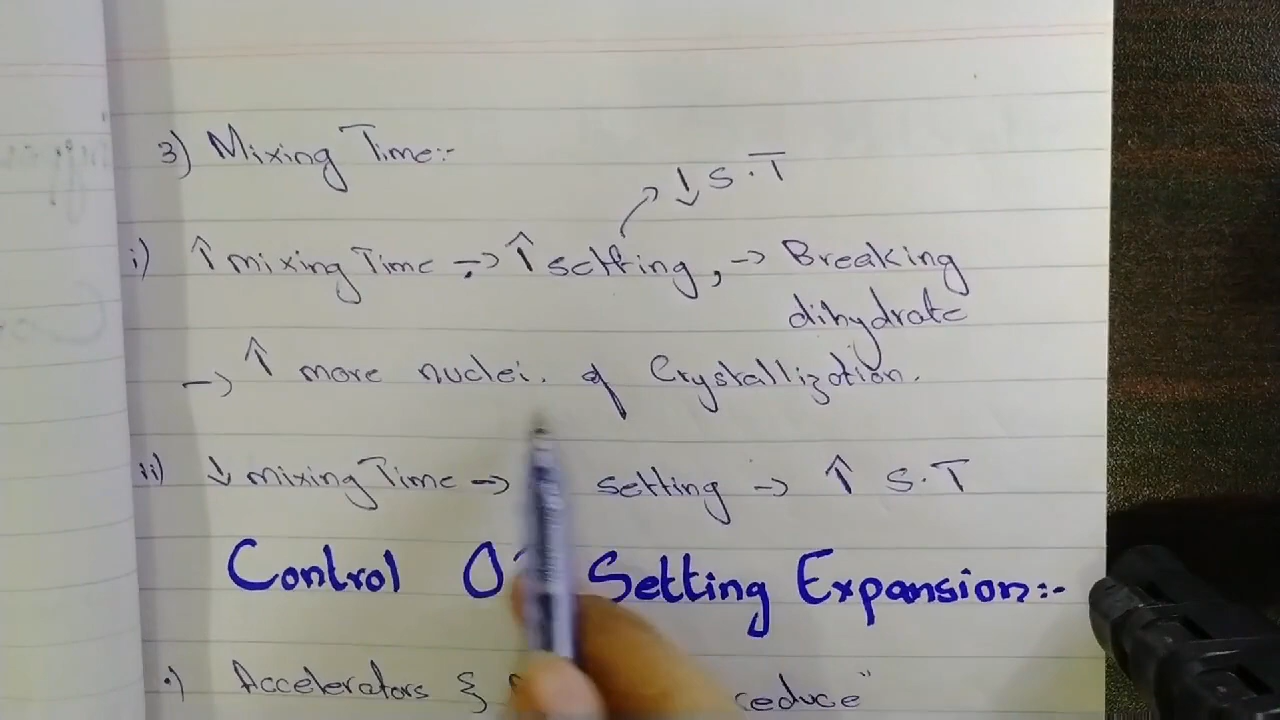 3) Mixing Time:-
↓ S.T
i) ↑ mixing Time → ↑ setting, → Breaking
dihydrate
→ ↑ more nuclei. of Crystallization.
ii) ↓ mixing Time → setting → ↑ S.T
Control Setting Expansion:-
Accelerators &